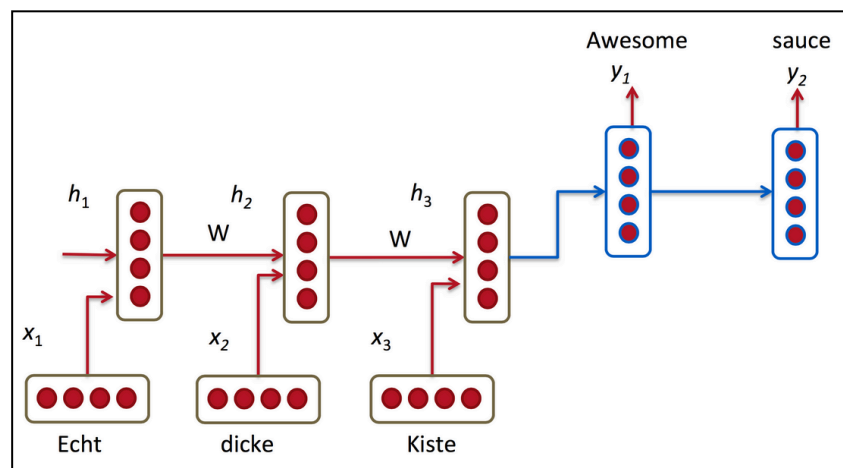 Awesome sauce
y1 y2
h1 h2 h3
W W
x1 x2 x3
Echt dicke Kiste